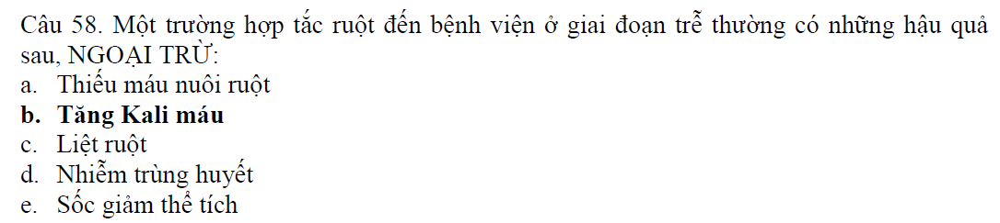 Câu 58. Một trường hợp tắc ruột đến bệnh viện ở giai đoạn trễ thường có những hậu quả
sau, NGOẠI TRỪ:
a. Thiếu máu nuôi ruột
b. Tăng Kali máu
c. Liệt ruột
d. Nhiễm trùng huyết
e. Sốc giảm thể tích